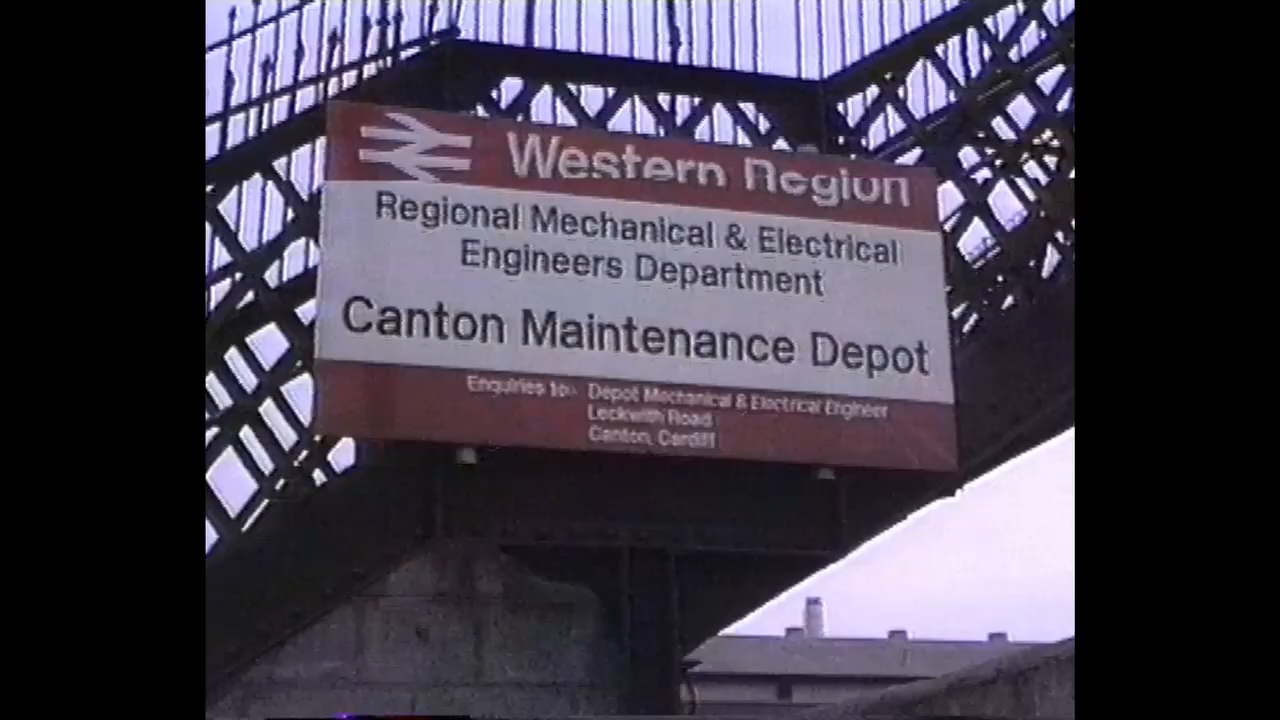 Western Region
Regional Mechanical & Electrical
Engineers Department
Canton Maintenance Depot
Enquiries to:- Depot Mechanical & Electrical Engineer
Leckwith Road
Canton, Cardiff